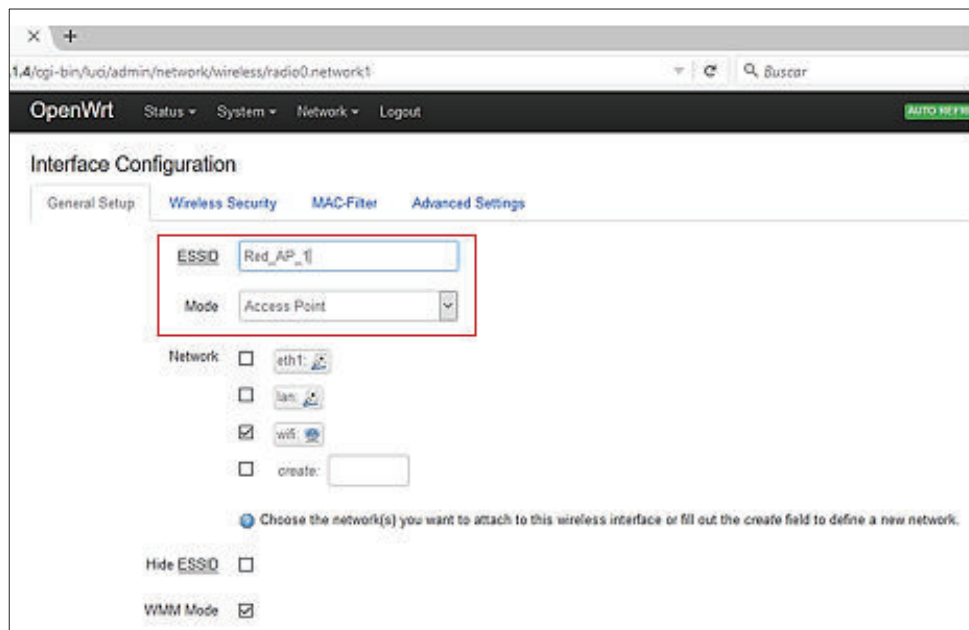 1.4/cgi-bin/luci/admin/network/wireless/radio0.network1
Buscar
OpenWrt Status System Network Logout AUTO REFRE
Interface Configuration
General Setup Wireless Security MAC-Filter Advanced Settings
ESSID Red_AP_1
Mode Access Point
Network eth1:
lan:
wifi:
create:
Choose the network(s) you want to attach to this wireless interface or fill out the create field to define a new network.
Hide ESSID
WMM Mode